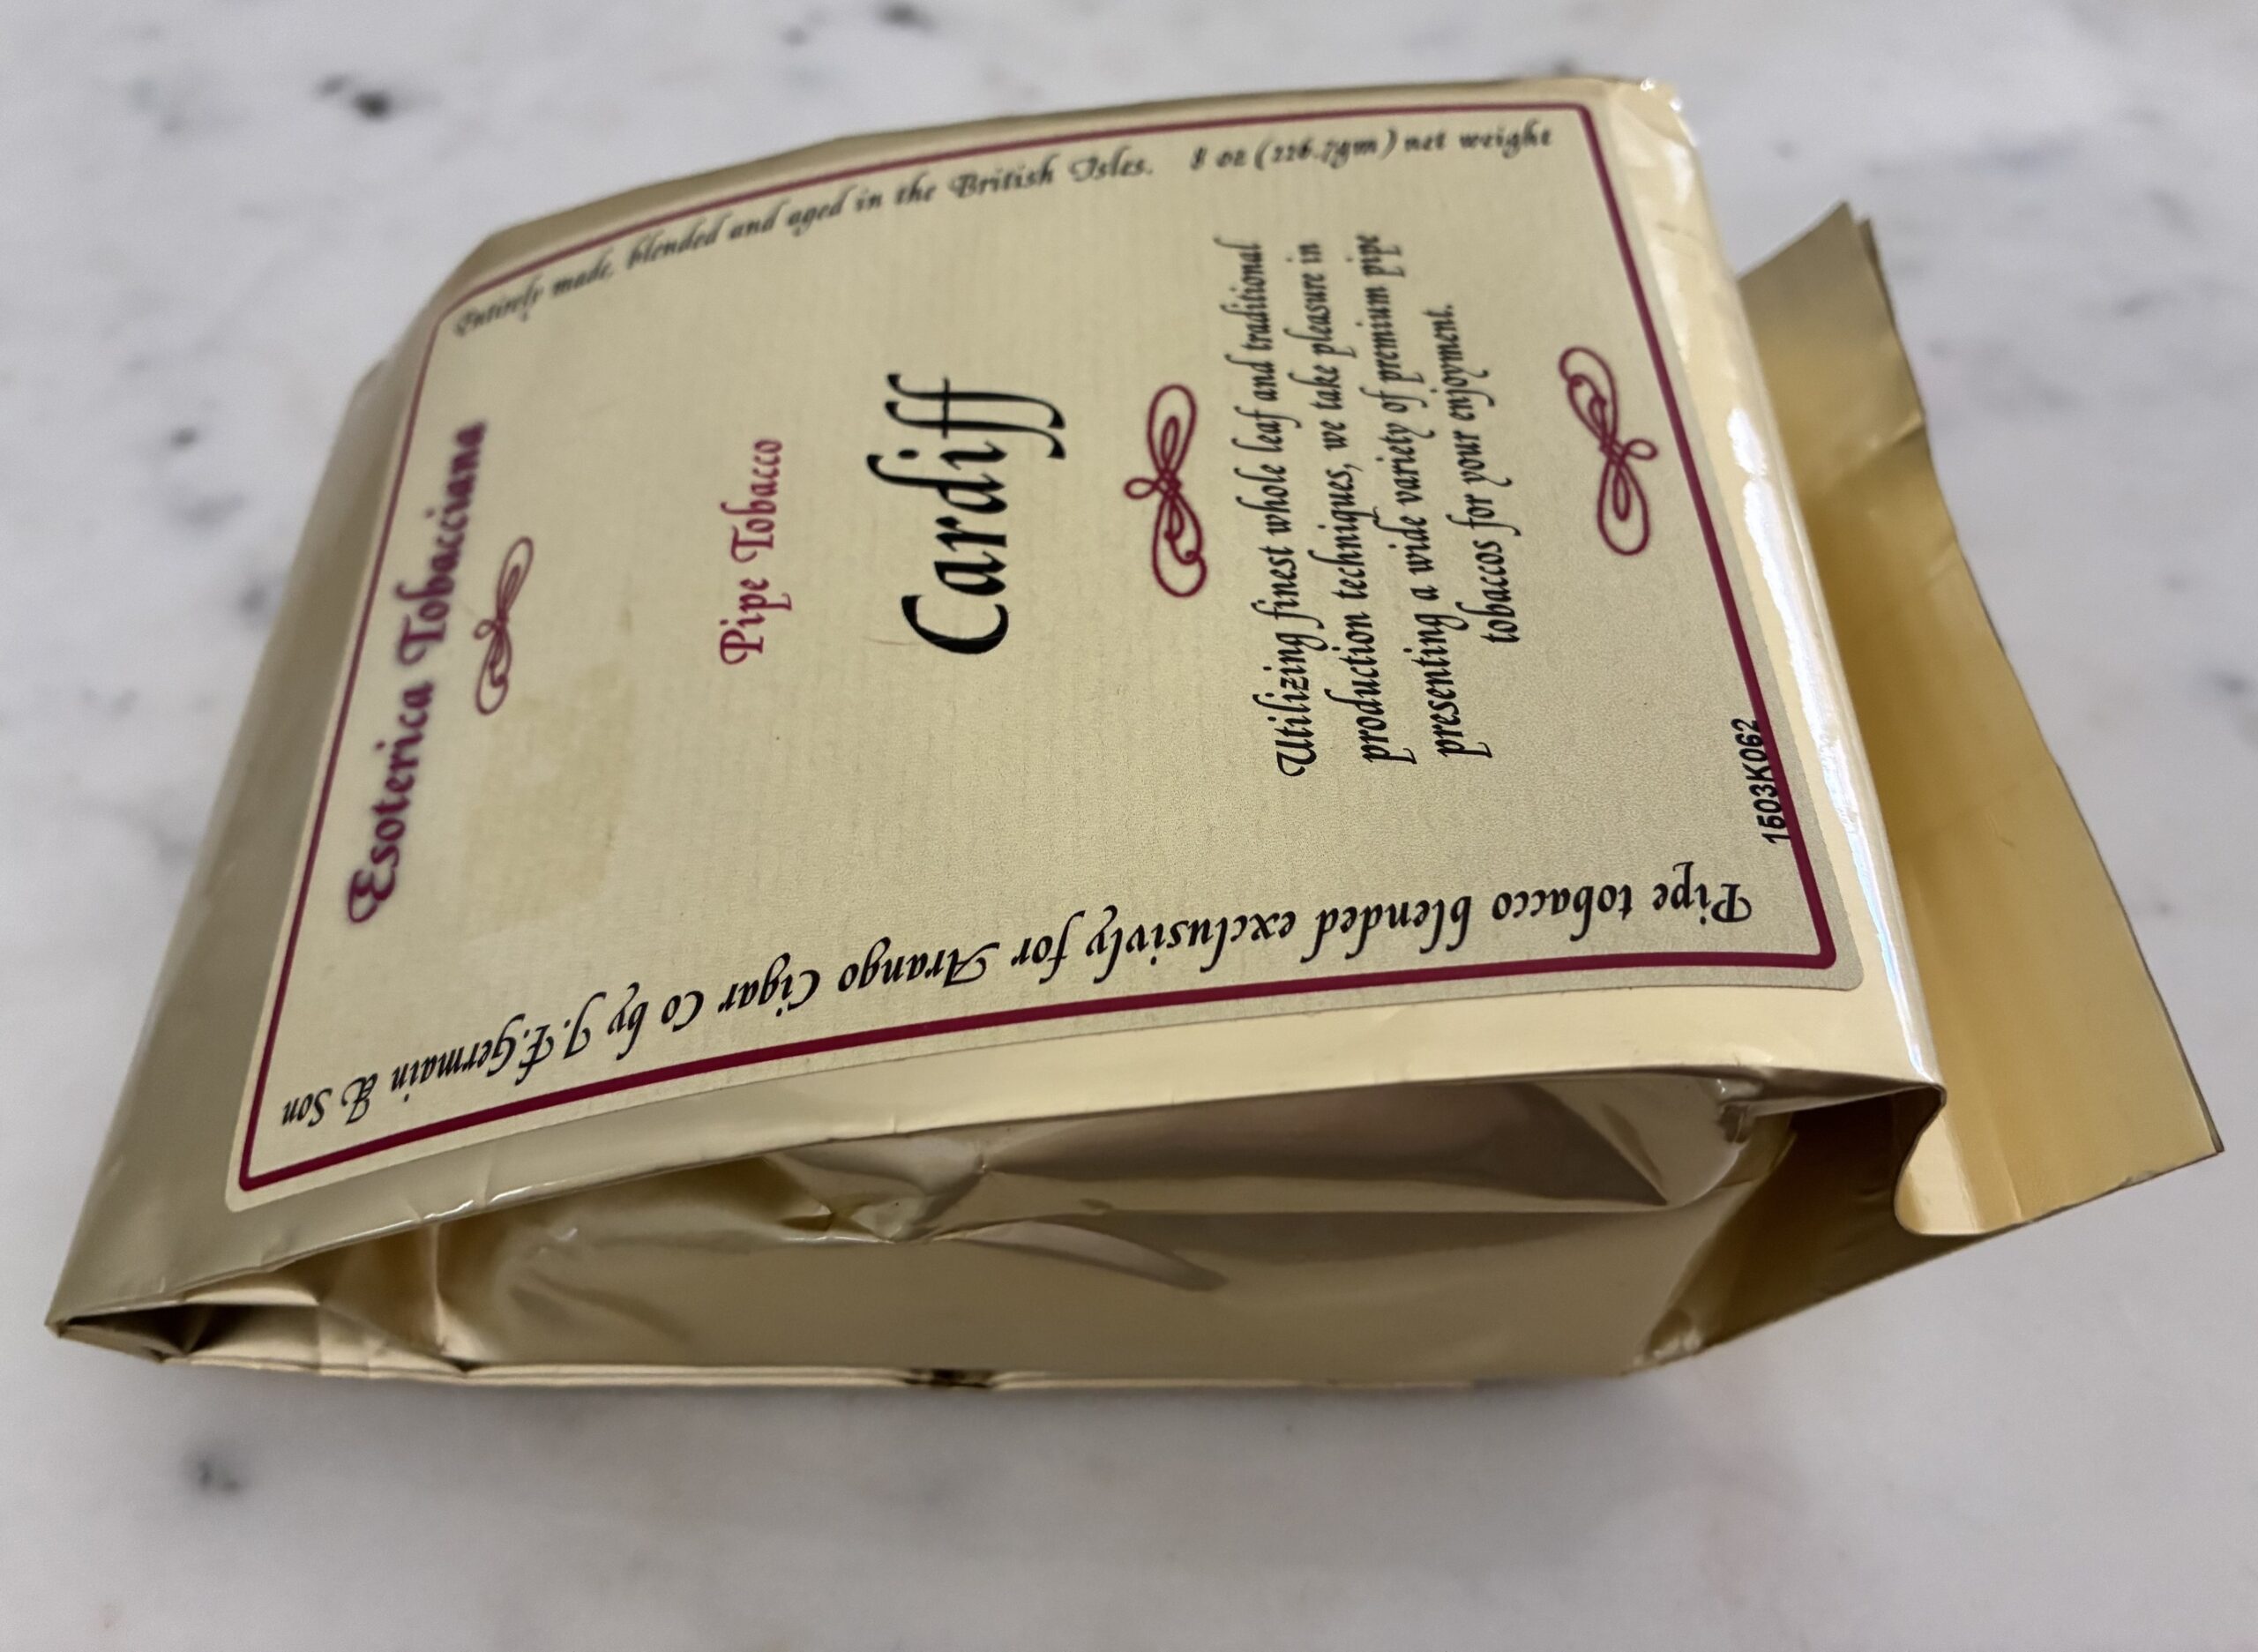 Esoterica Tobacciana
Pipe Tobacco
Cardiff
Utilizing finest whole leaf and traditional
production techniques, we take pleasure in
presenting a wide variety of premium pipe
tobaccos for your enjoyment.
Entirely made, blended and aged in the British Isles. 8 oz (226.7gm) net weight
Pipe tobacco blended exclusively for Arango Cigar Co by J.F.Germain & Son
1503K062